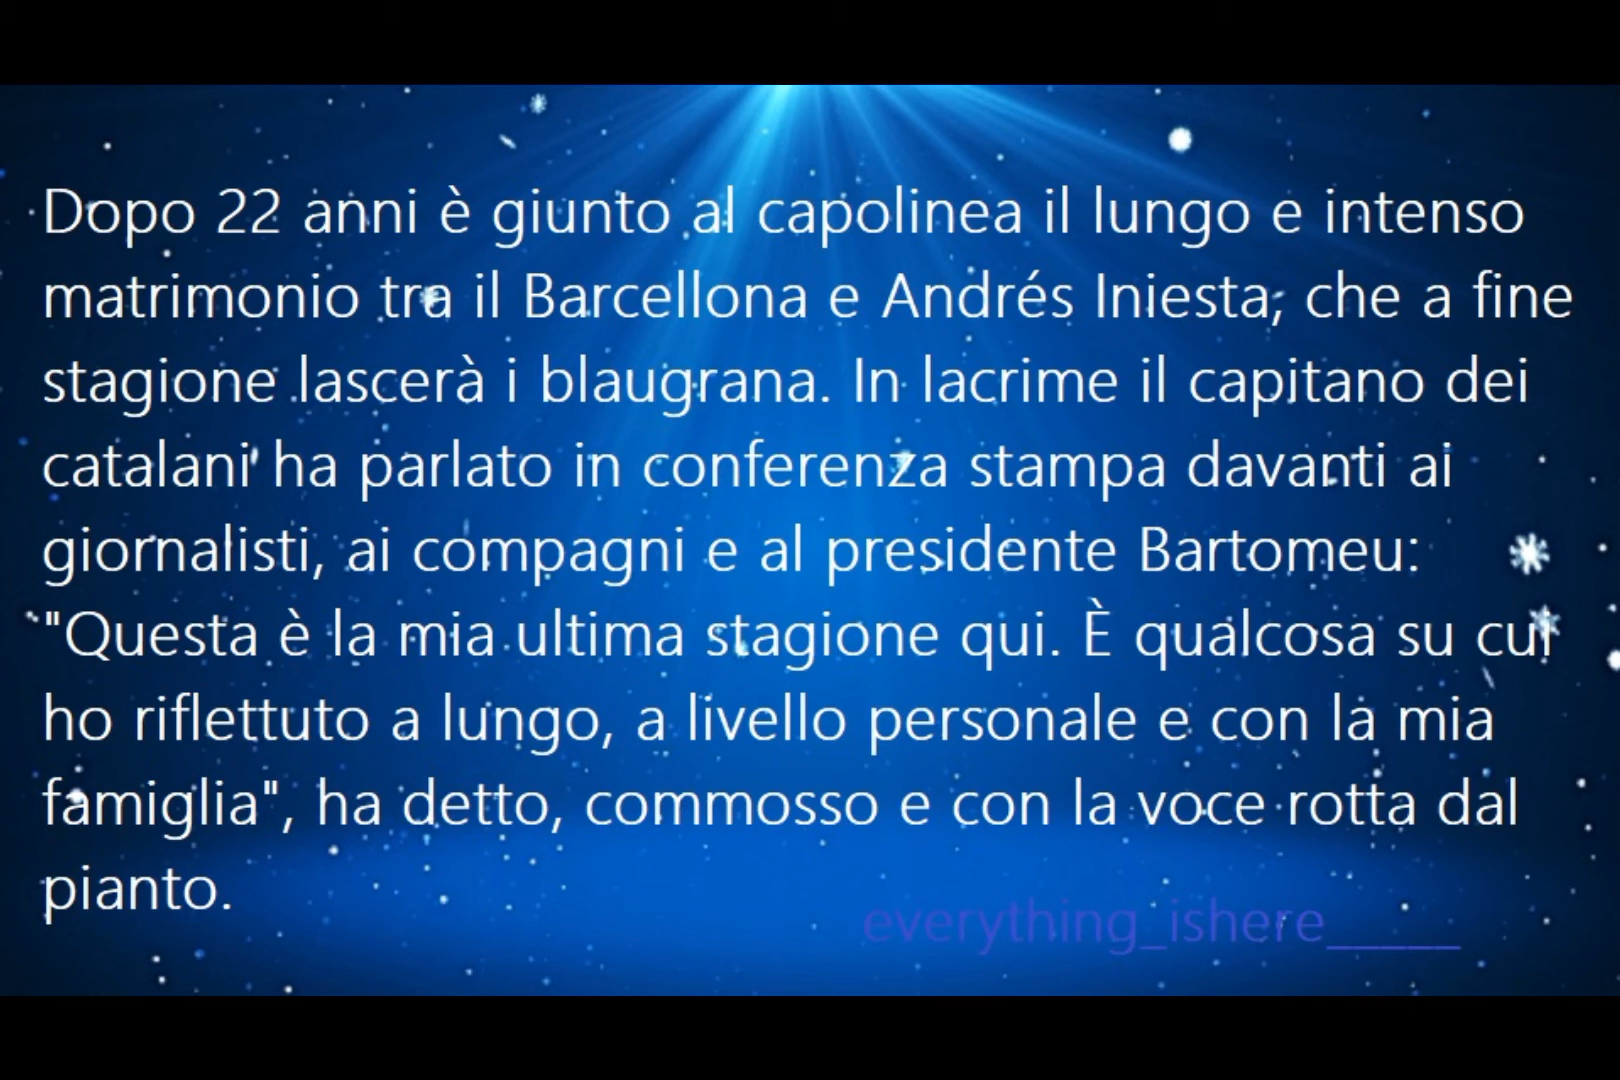 Dopo 22 anni è giunto al capolinea il lungo e intenso
matrimonio tra il Barcellona e Andrés Iniesta, che a fine
stagione lascerà i blaugrana. In lacrime il capitano dei
catalani ha parlato in conferenza stampa davanti ai
giornalisti, ai compagni e al presidente Bartomeu:
"Questa è la mia ultima stagione qui. È qualcosa su cui
ho riflettuto a lungo, a livello personale e con la mia
famiglia", ha detto, commosso e con la voce rotta dal
pianto.
everything_ishere_____